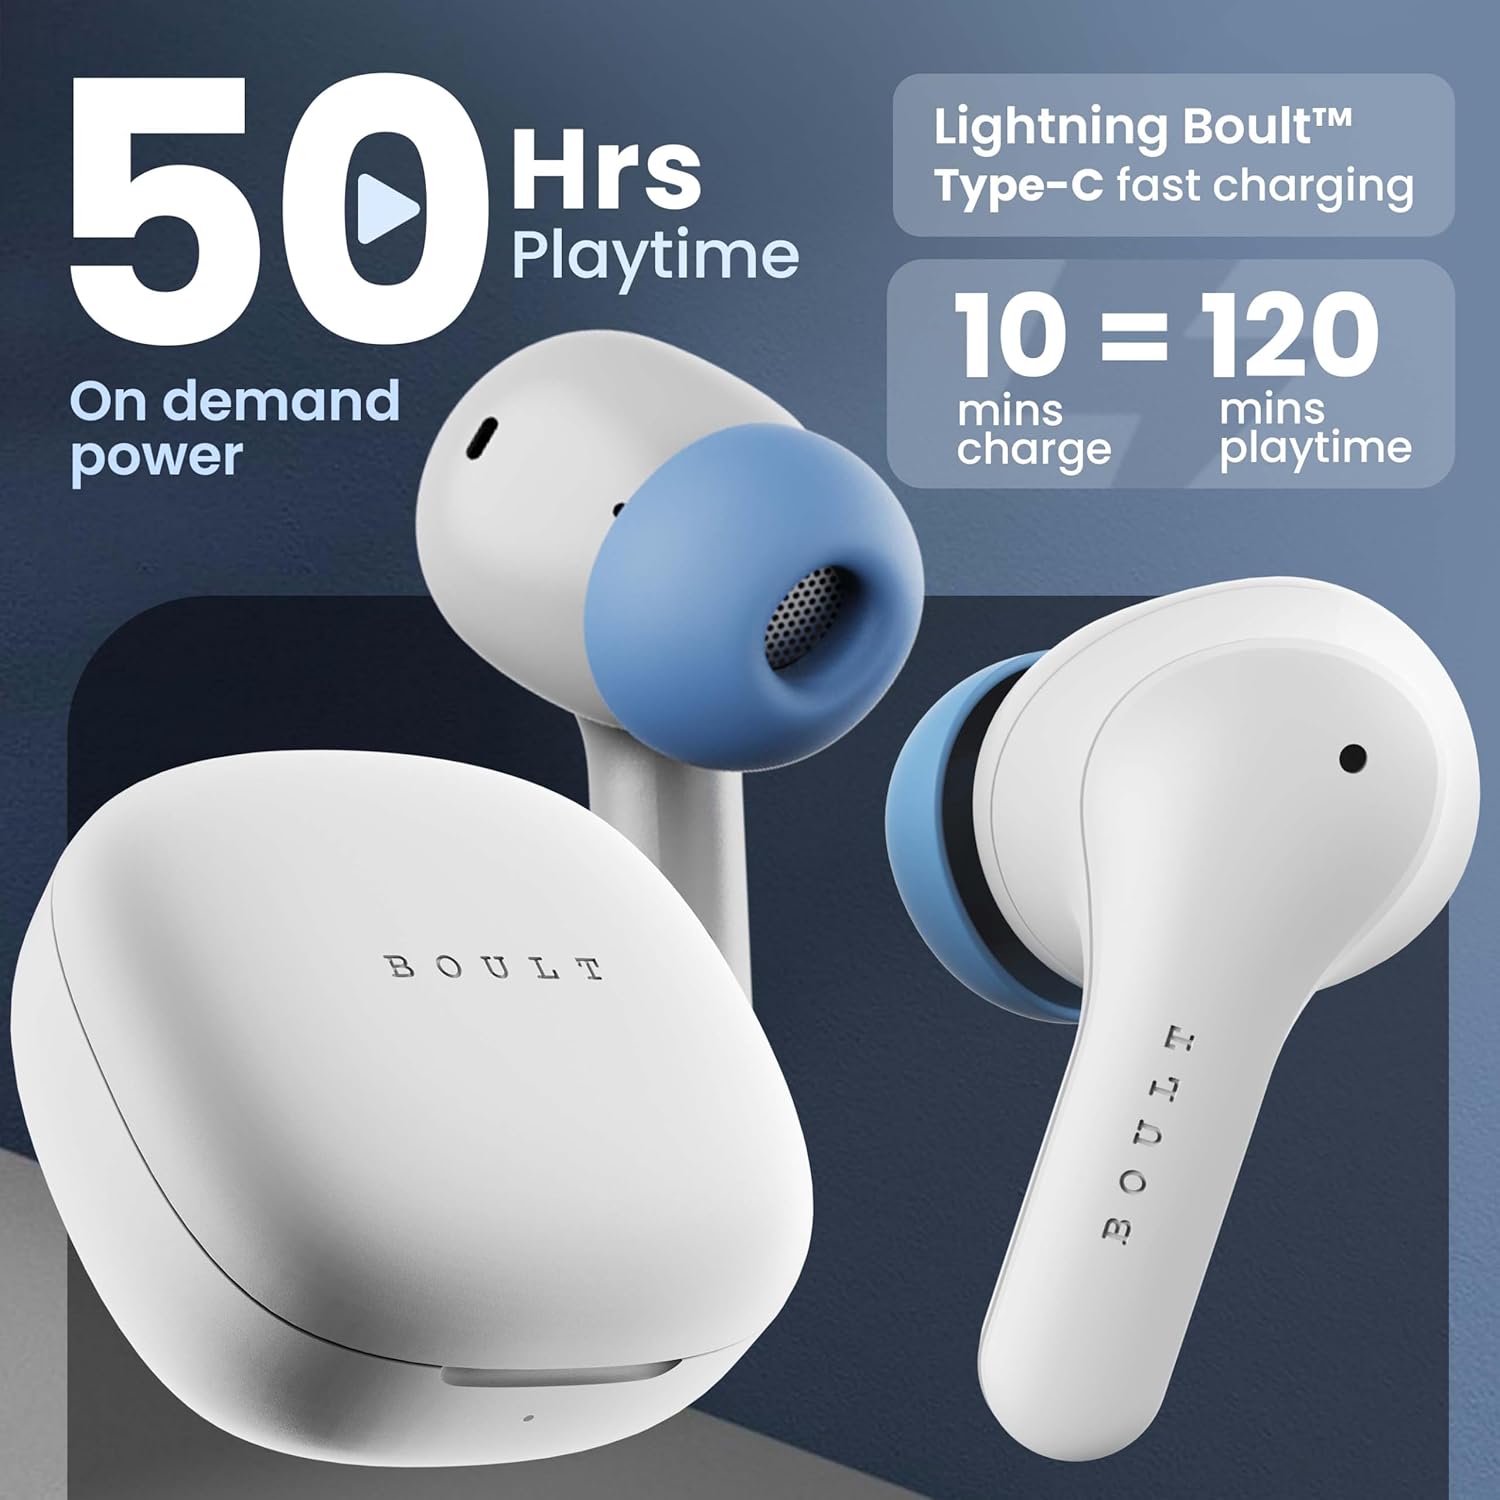 50 Hrs
Playtime
On demand
power
Lightning Boult™
Type-C fast charging
10 = 120
mins charge
mins playtime
BOULT
BOULT